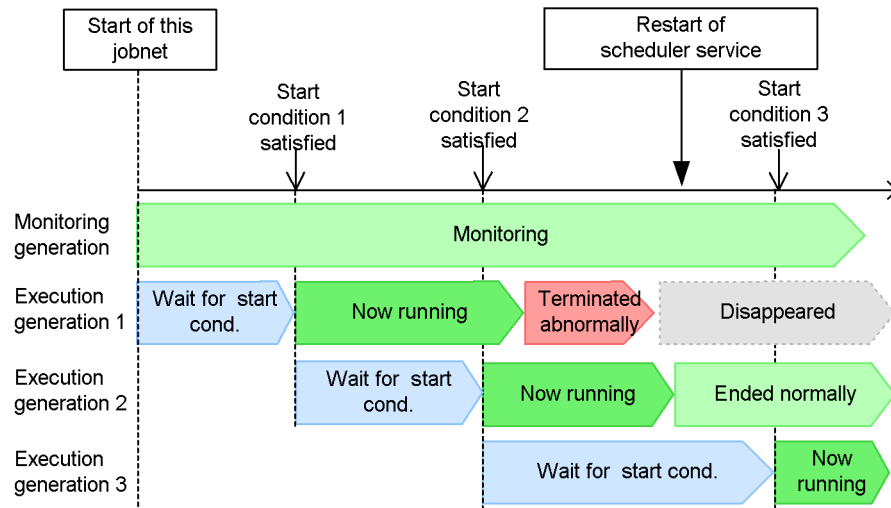 Start of this
jobnet
Restart of
scheduler service
Start
condition 1
satisfied
Start
condition 2
satisfied
Start
condition 3
satisfied
Monitoring
generation
Monitoring
Execution
generation 1
Wait for start
cond.
Now running
Terminated
abnormally
Disappeared
Execution
generation 2
Wait for start
cond.
Now running
Ended normally
Execution
generation 3
Wait for start cond.
Now
running